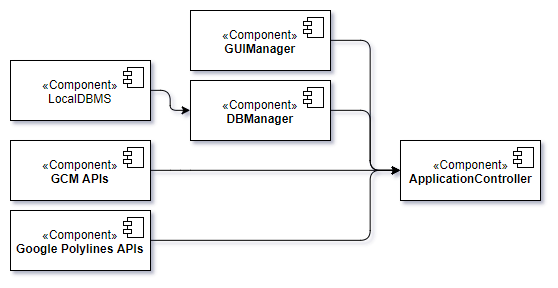 «Component»
GUIManager
«Component»
LocalDBMS
«Component»
DBManager
«Component»
GCM APIs
«Component»
ApplicationController
«Component»
Google Polylines APIs